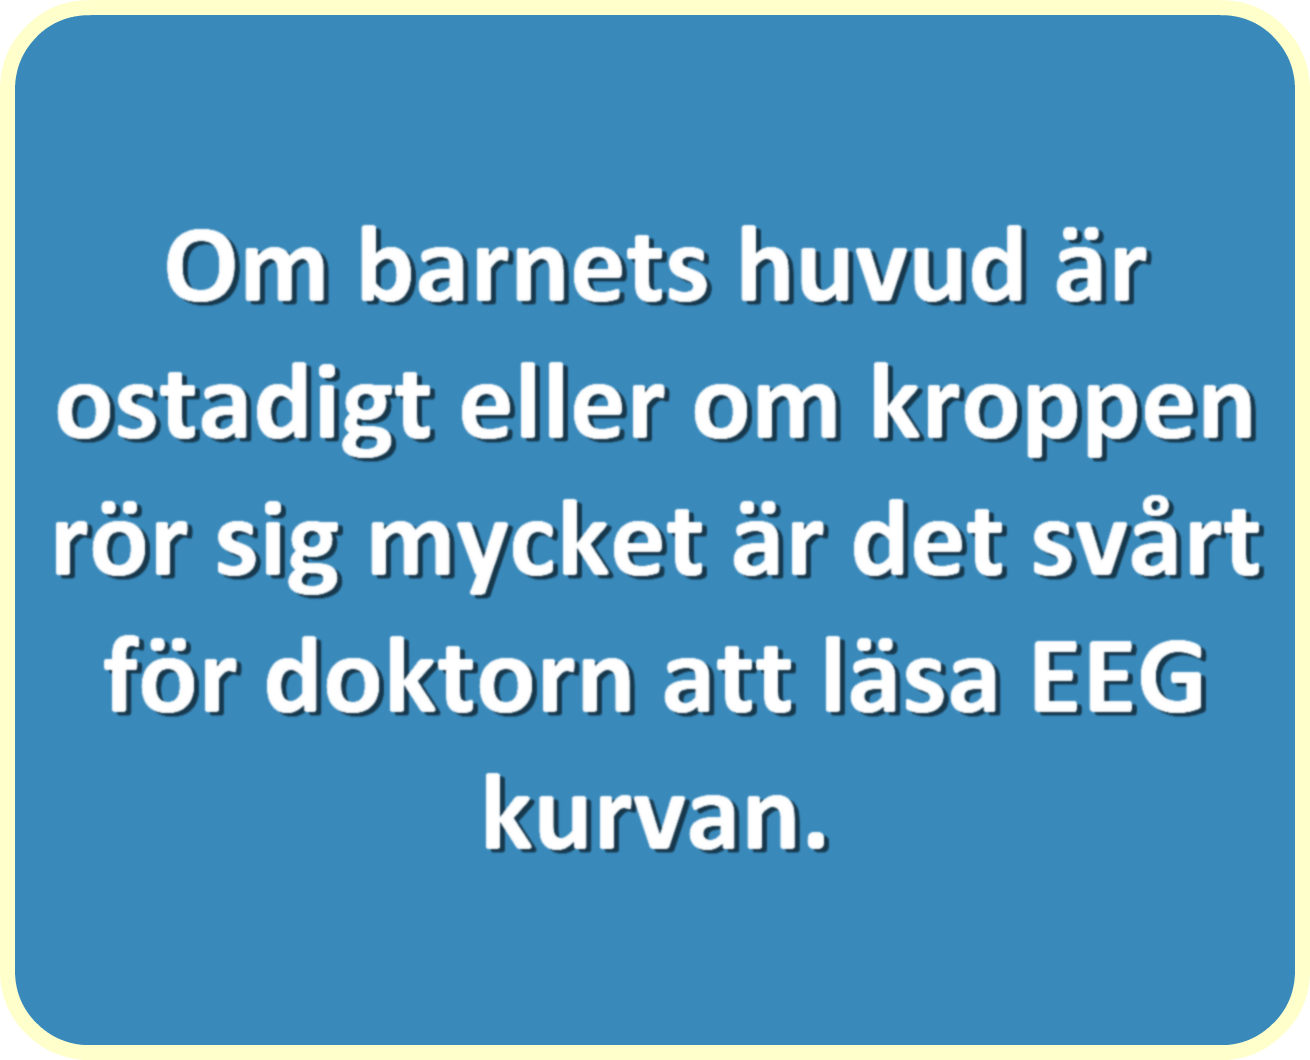 Om barnets huvud är
ostadigt eller om kroppen
rör sig mycket är det svårt
för doktorn att läsa EEG
kurvan.